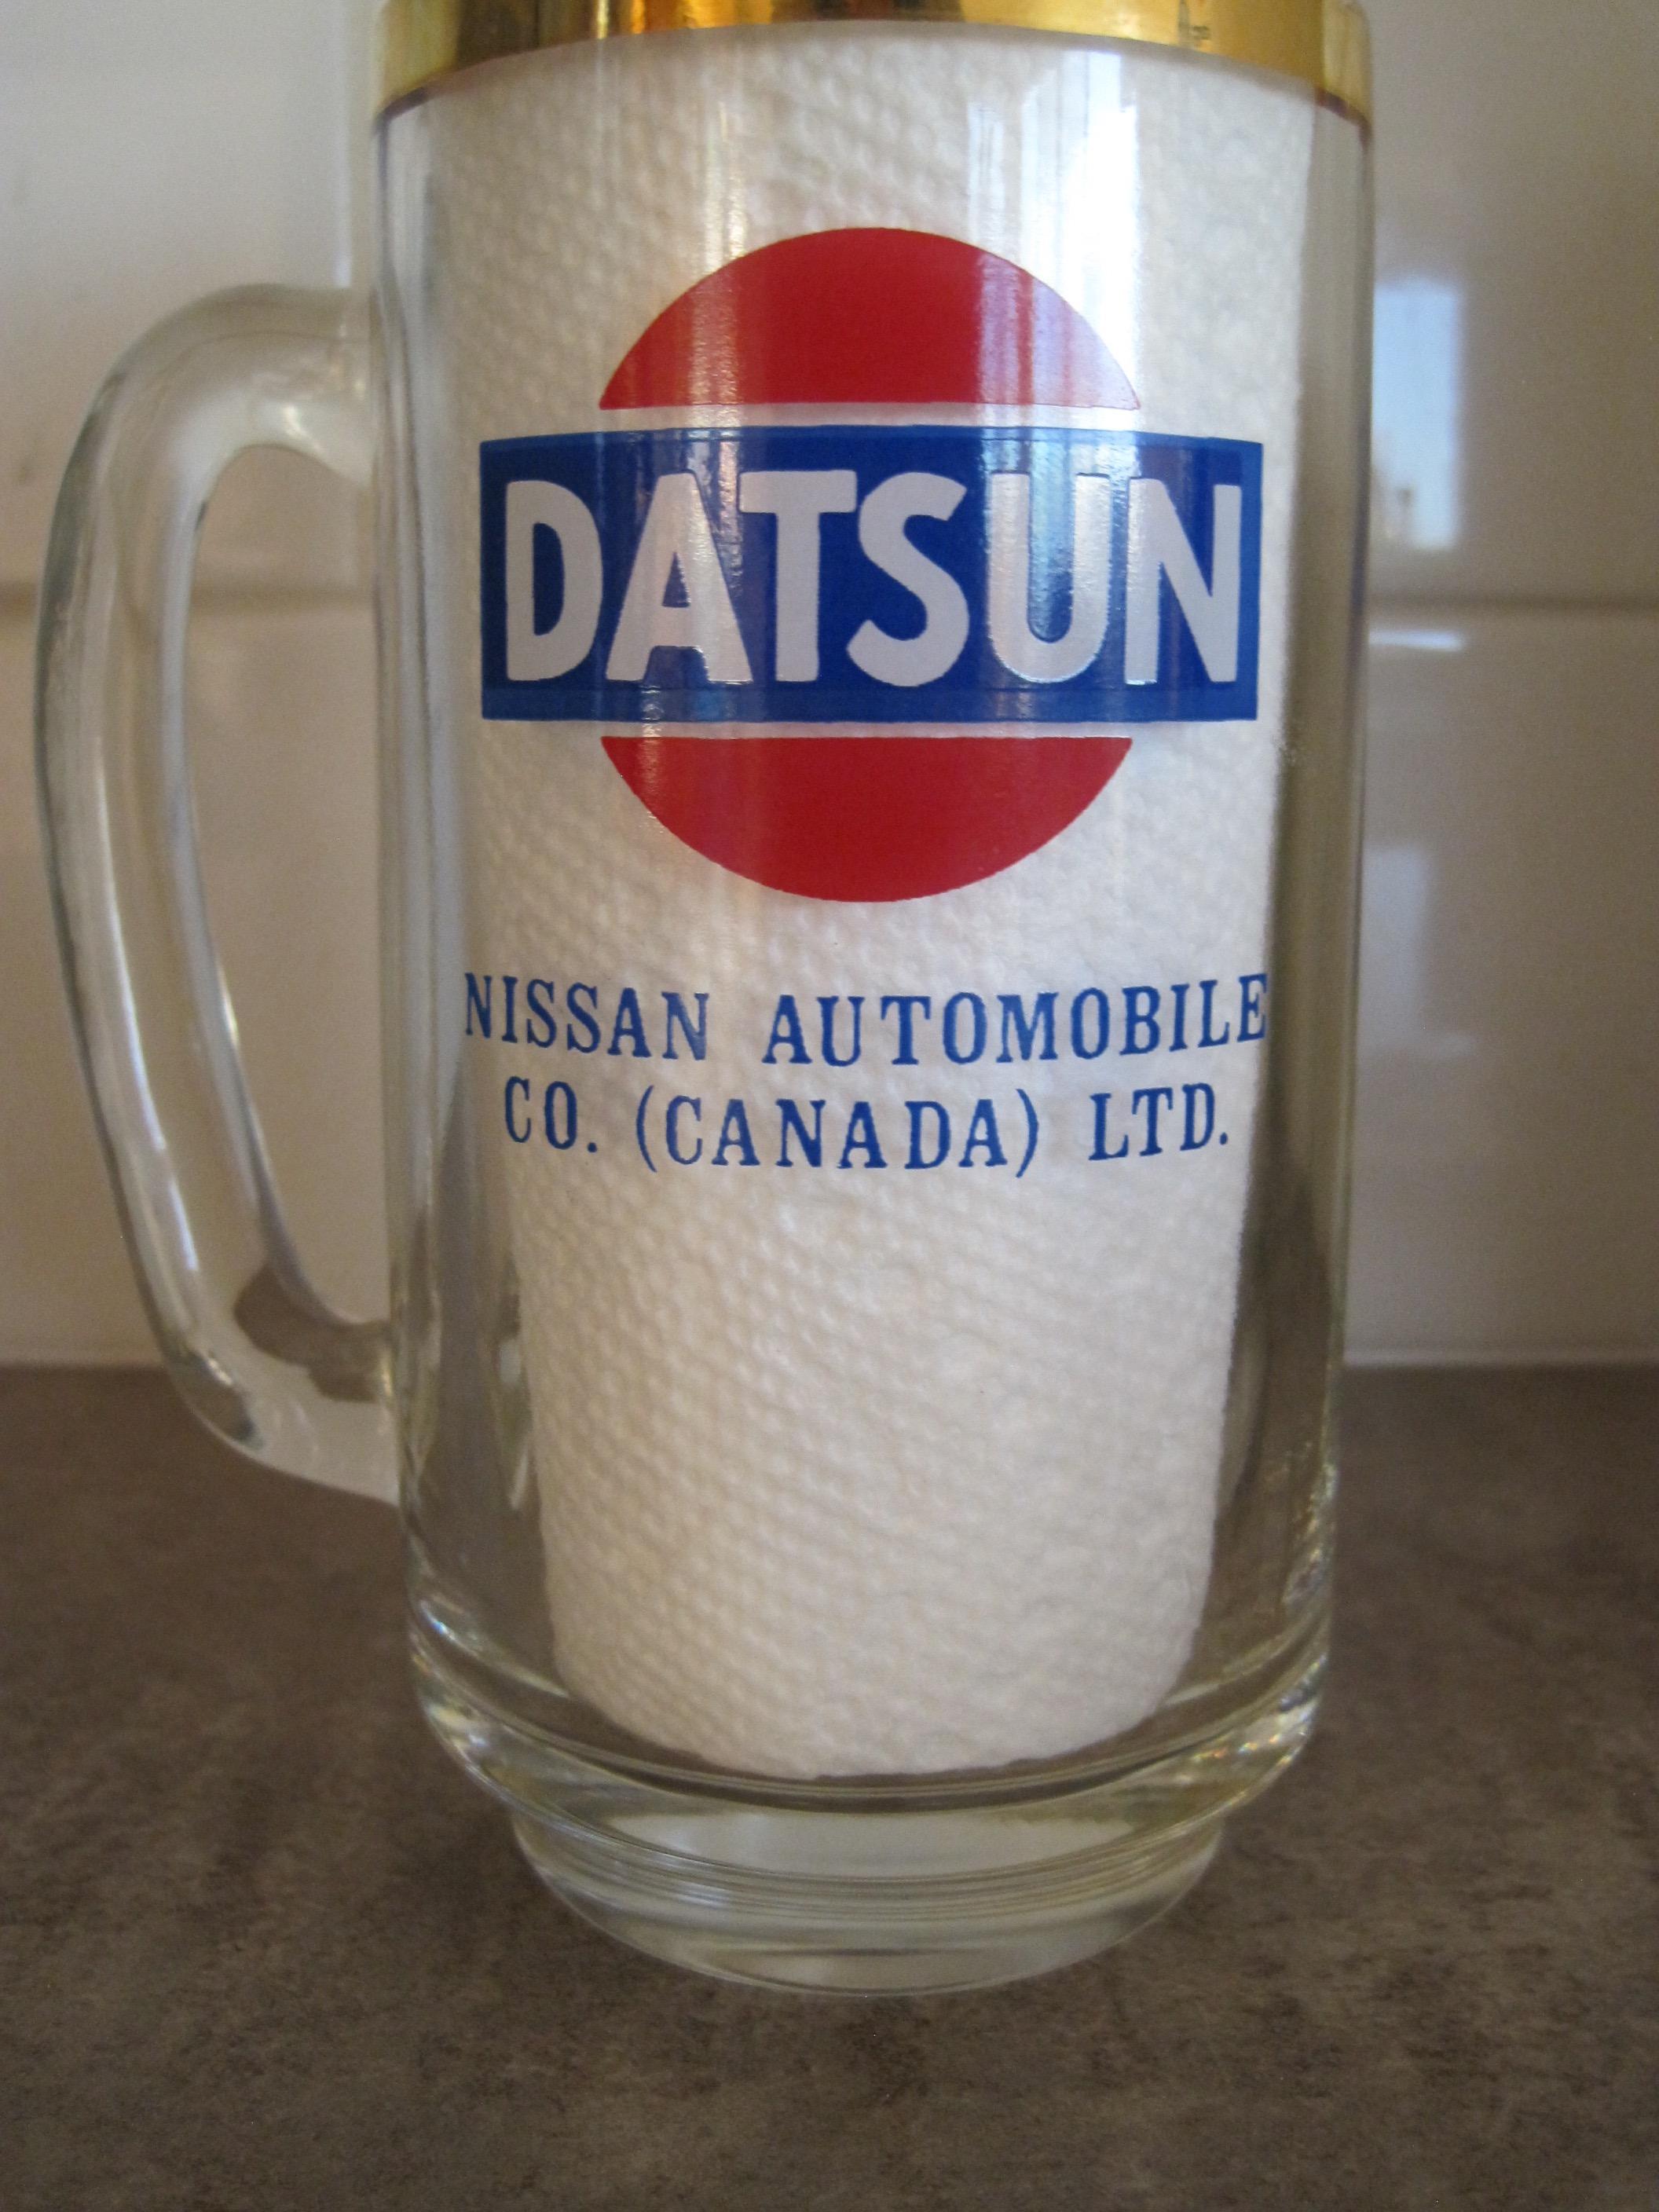 DATSUN
NISSAN AUTOMOBILE
CO. (CANADA) LTD.